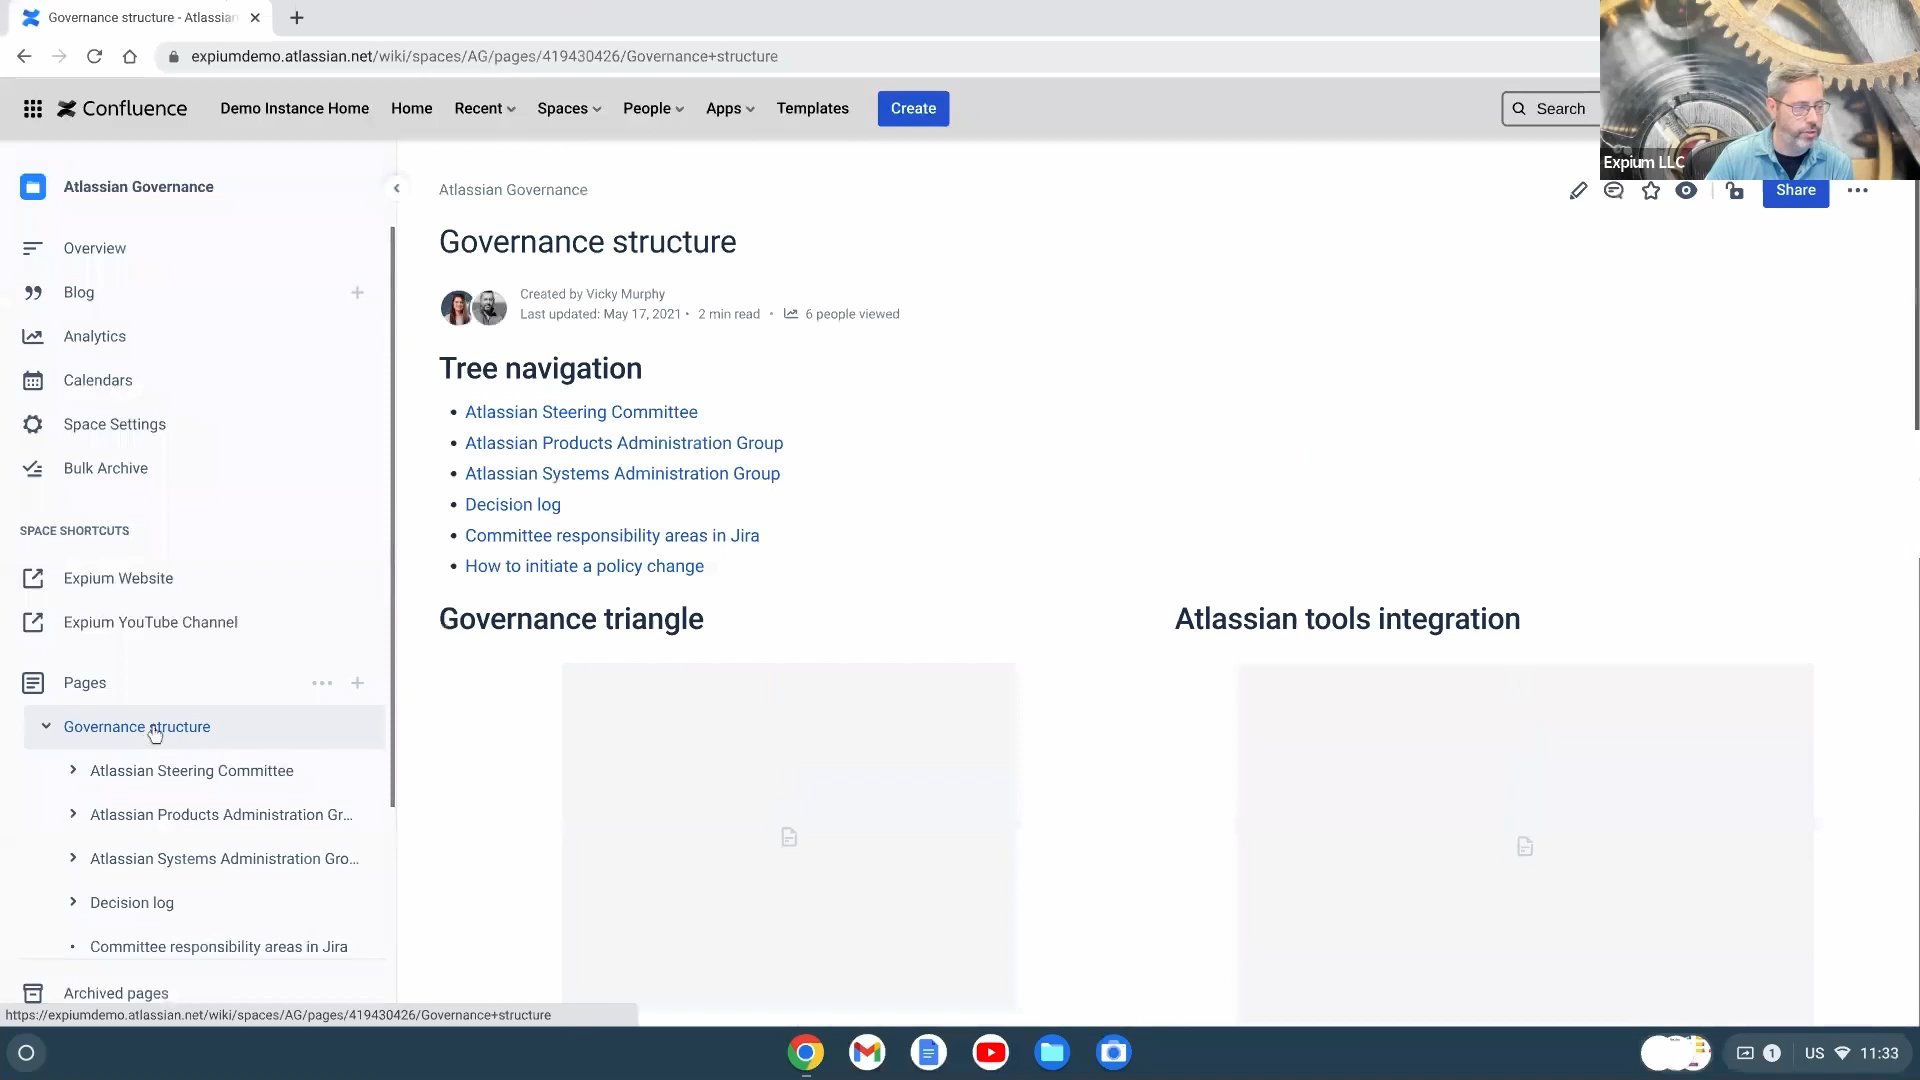 Governance structure - Atlassian
expiumdemo.atlassian.net/wiki/spaces/AG/pages/419430426/Governance+structure
Confluence
Demo Instance Home
Home
Recent
Spaces
People
Apps
Templates
Create
Search
Expium LLC
Atlassian Governance
Overview
Blog
Analytics
Calendars
Space Settings
Bulk Archive
SPACE SHORTCUTS
Expium Website
Expium YouTube Channel
Pages
Governance structure
Atlassian Steering Committee
Atlassian Products Administration Gr...
Atlassian Systems Administration Gro...
Decision log
Committee responsibility areas in Jira
Archived pages
https://expiumdemo.atlassian.net/wiki/spaces/AG/pages/419430426/Governance+structure
Atlassian Governance
Share
Governance structure
Created by Vicky Murphy
Last updated: May 17, 2021 • 2 min read • 6 people viewed
Tree navigation
• Atlassian Steering Committee
• Atlassian Products Administration Group
• Atlassian Systems Administration Group
• Decision log
• Committee responsibility areas in Jira
• How to initiate a policy change
Governance triangle
Atlassian tools integration
1
US
11:33